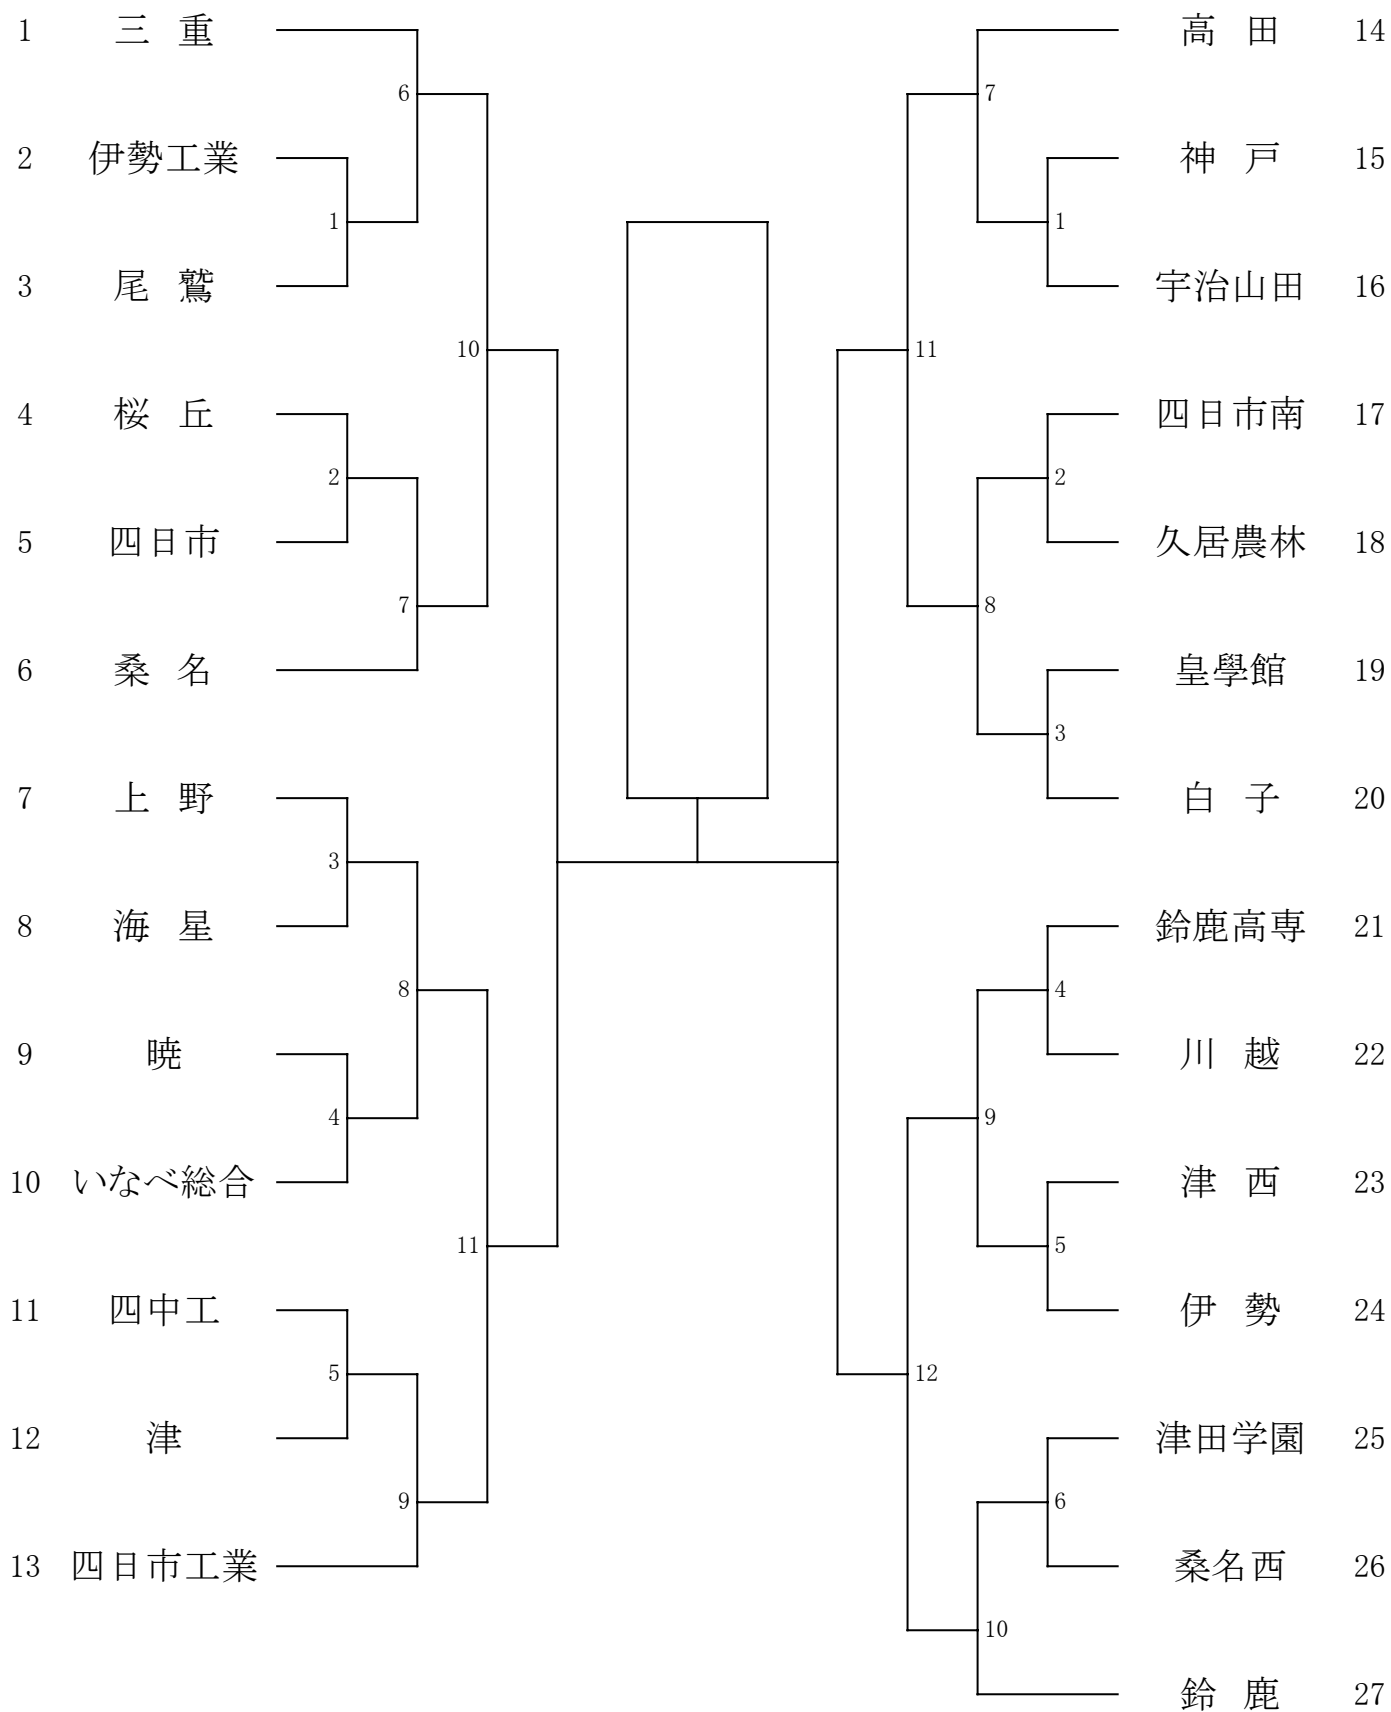 1 三 重
6
2 伊勢工業
1
3 尾 鷲
10
4 桜 丘
2
5 四日市
7
6 桑 名
7 上 野
3
8 海 星
8
9 暁
4
10 いなべ総合
11
11 四中工
5
12 津
9
13 四日市工業
高 田 14
7
神 戸 15
1
宇治山田 16
11
四日市南 17
2
久居農林 18
8
皇學館 19
3
白 子 20
鈴鹿高専 21
4
川 越 22
9
津 西 23
5
伊 勢 24
12
津田学園 25
6
桑名西 26
10
鈴 鹿 27